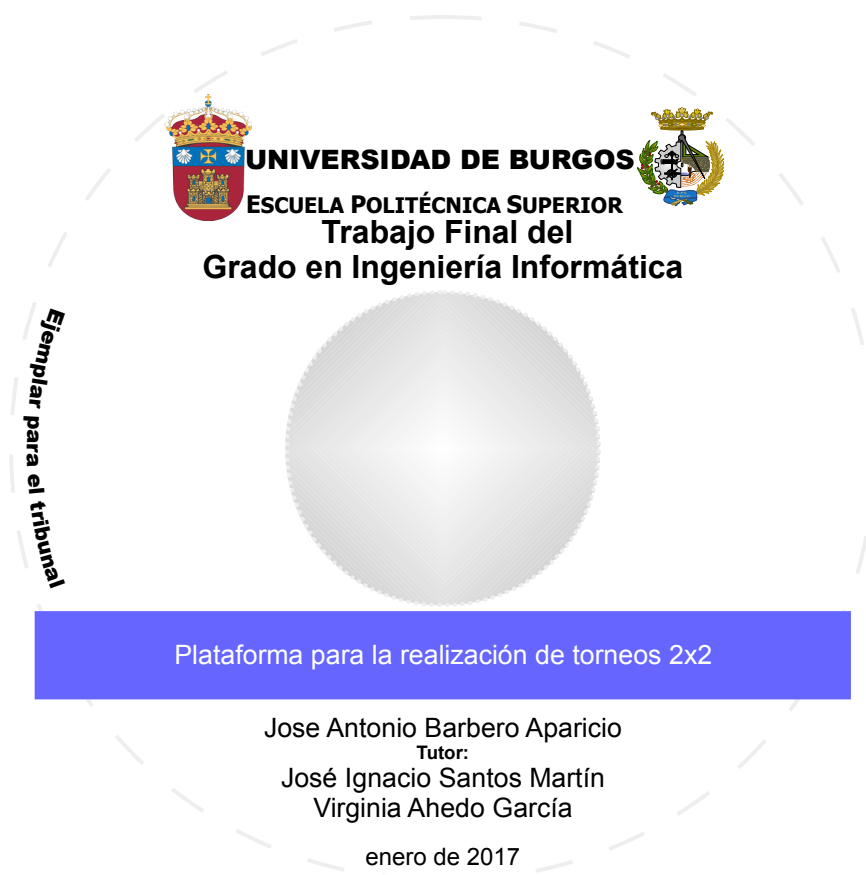 UNIVERSIDAD DE BURGOS
ESCUELA POLITÉCNICA SUPERIOR
Trabajo Final del
Grado en Ingeniería Informática
Ejemplar para el tribunal
Plataforma para la realización de torneos 2x2
Jose Antonio Barbero Aparicio
Tutor:
José Ignacio Santos Martín
Virginia Ahedo García
enero de 2017